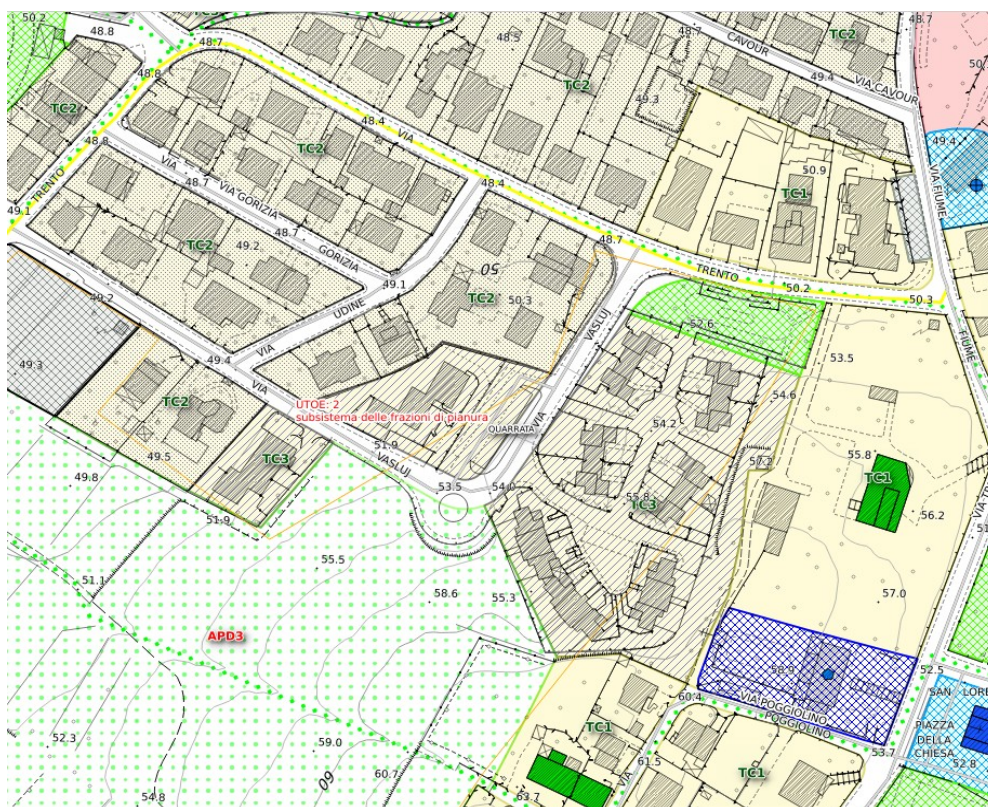 50.2
48.8
48.7
48.5
48.7
CAVOUR
TC2
48.7
49.4
VIA CAVOUR
48.8
TC2
TC2
49.3
48.4
VIA
49.4
48.8
TC2
VIA
48.7
VIA GORIZIA
TRENTO
48.4
50.9
TC1
VIA FIUME
49.1
TC2
49.2
48.7
GORIZIA
48.7
TRENTO
49.1
50
TC2
50.3
50.2
50.3
49.2
UDINE
VASLUJ
52.6
FIUME
49.3
49.4
VIA
VIA
53.5
TC2
UTOE: 2
subsistema delle frazioni di pianura
54.6
VIA
QUARRATA
54.2
51.9
49.5
TC3
VASLUJ
57.2
55.8
49.8
53.5
54.0
55.8
TC3
TC1
51.9
56.2
55.5
51.1
58.6
55.3
57.0
APD3
58.9
52.5
60.4
VIA POGGIOLINO
POGGIOLINO
SAN
PIAZZA
DELLA
CHIESA
52.3
59.0
TC1
53.7
52.8
61.5
VIA
60
60.7
TC1
54.8
63.7